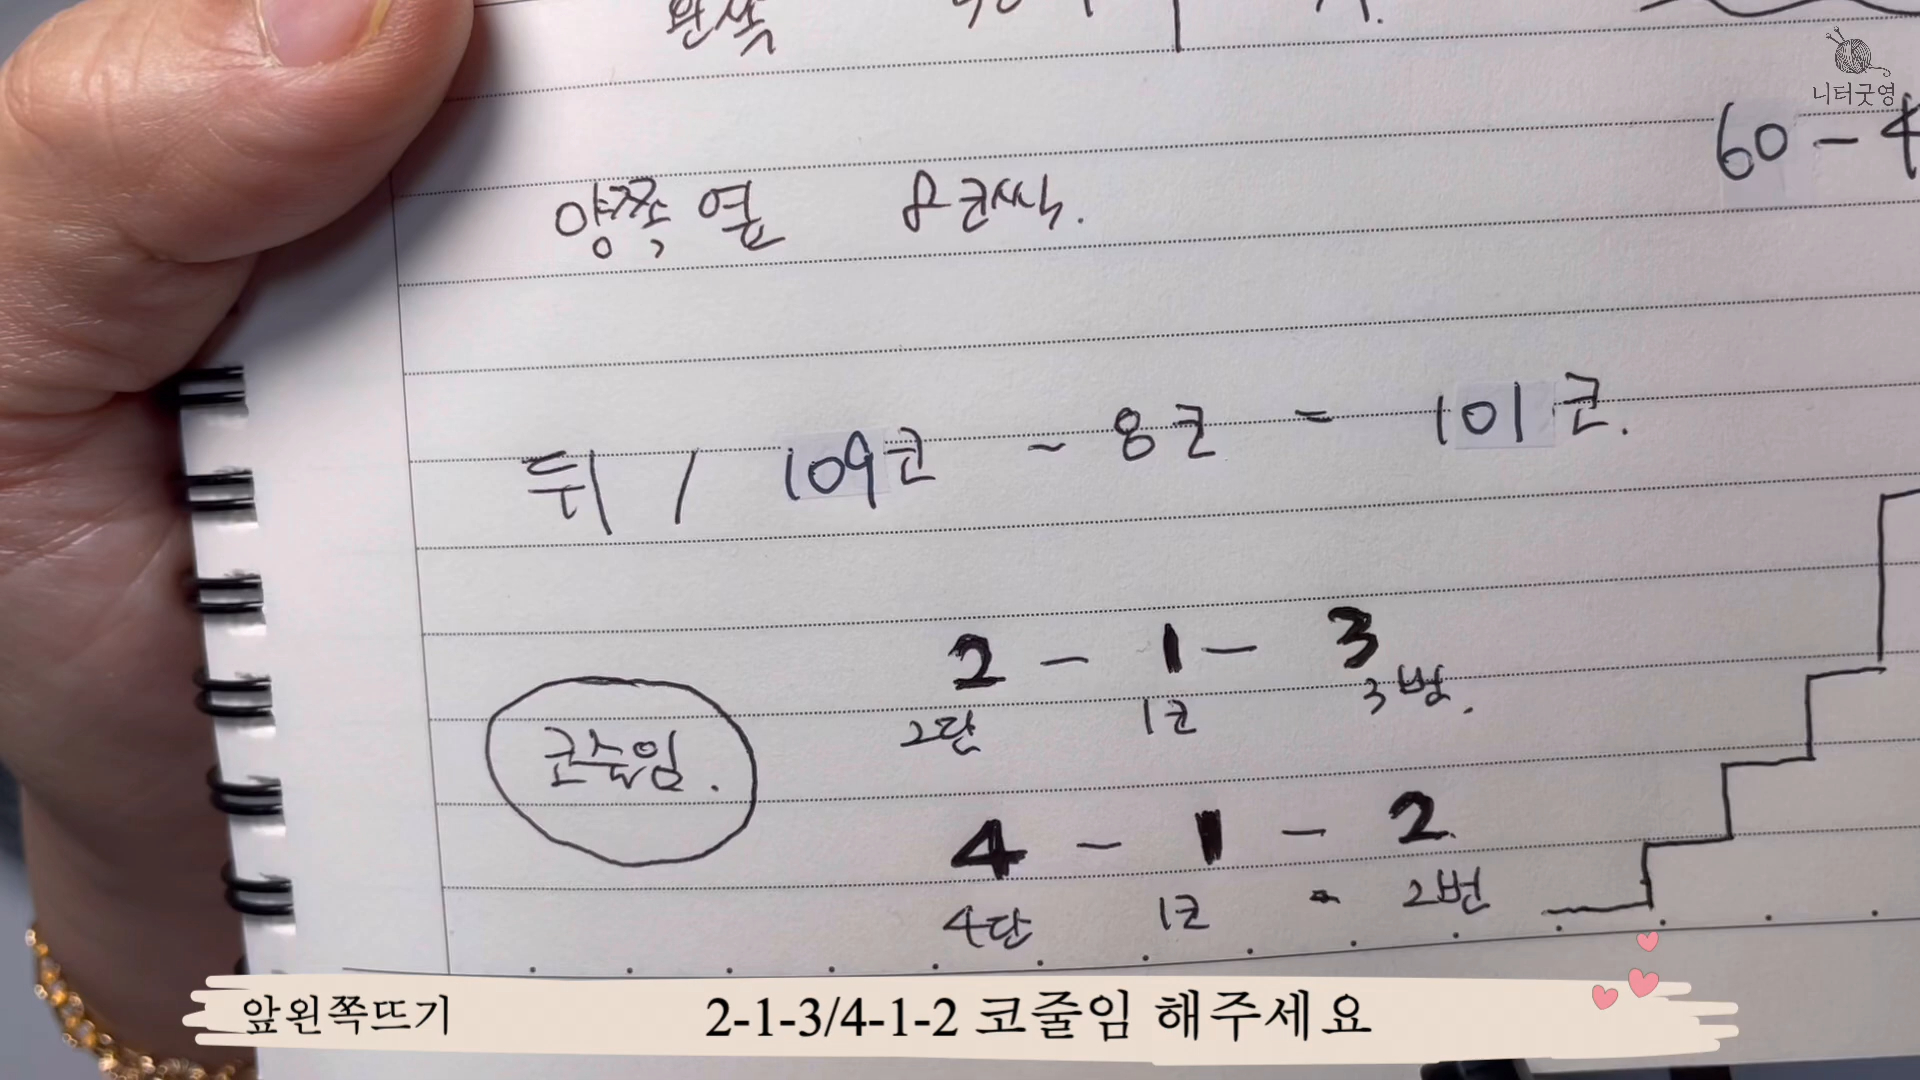 니터굿영
60-4
양쪽 옆 8코씩.
뒤 / 109코 - 8코 = 101코.
2 - 1 - 3
2단 1코 3번.
코줄임.
4 - 1 - 2
4단 1코 - 2번
앞왼쪽뜨기 2-1-3/4-1-2 코줄임 해주세요